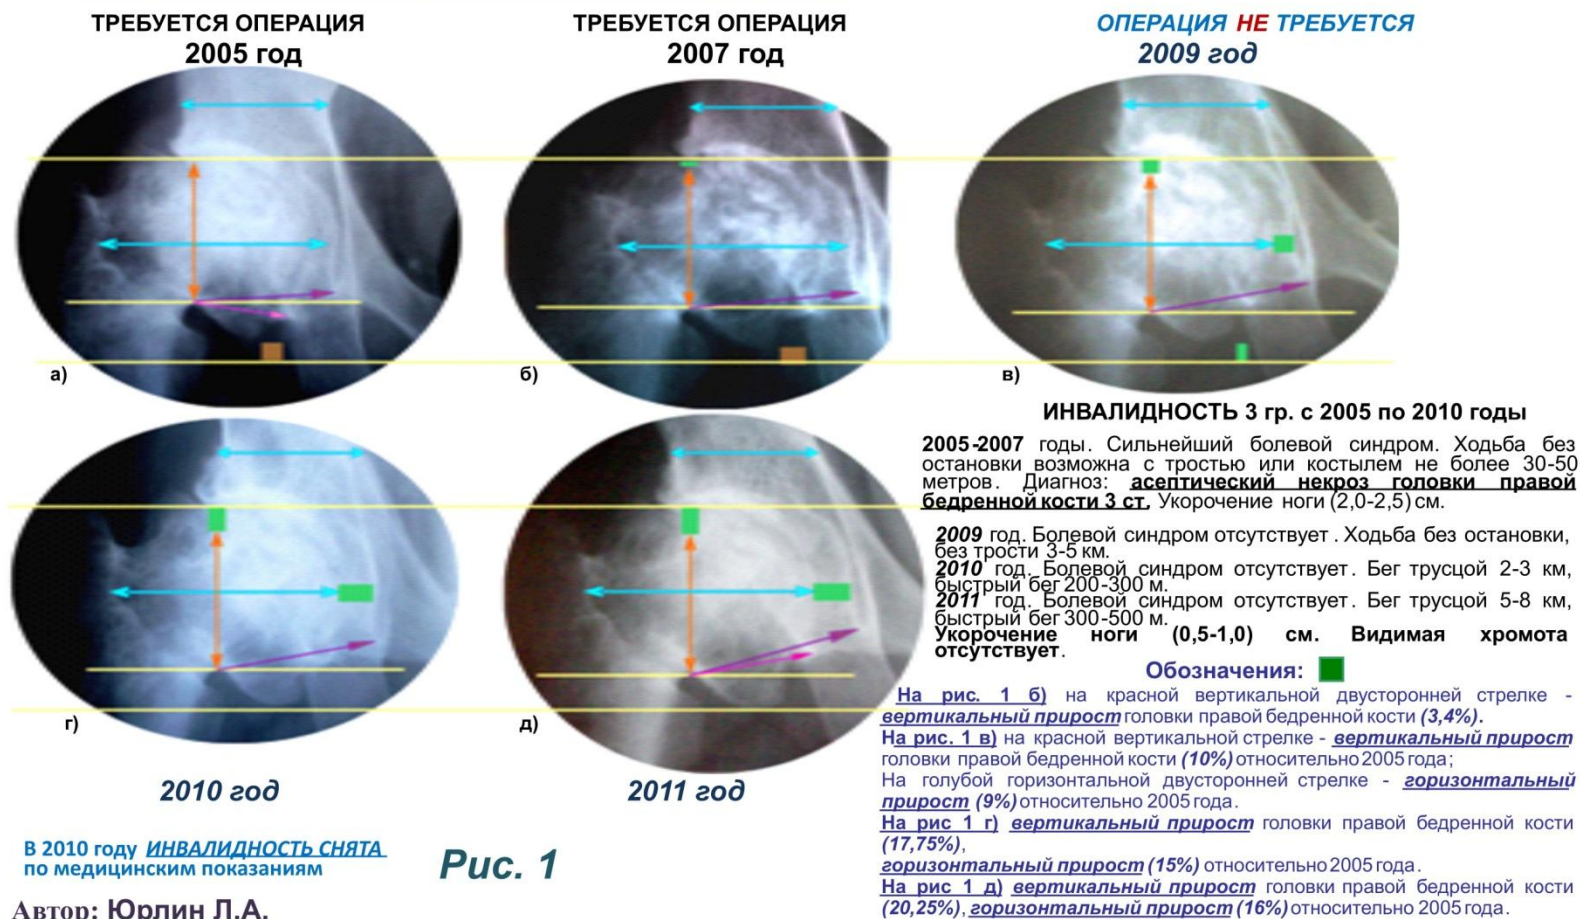 ТРЕБУЕТСЯ ОПЕРАЦИЯ
2005 год
ТРЕБУЕТСЯ ОПЕРАЦИЯ
2007 год
ОПЕРАЦИЯ НЕ ТРЕБУЕТСЯ
2009 год
а)
б)
в)
ИНВАЛИДНОСТЬ 3 гр. с 2005 по 2010 годы
2005-2007 годы. Сильнейший болевой синдром. Ходьба без
остановки возможна с тростью или костылем не более 30-50
метров. Диагноз: асептический некроз головки правой
бедренной кости 3 ст. Укорочение ноги (2,0-2,5) см.
2009 год. Болевой синдром отсутствует. Ходьба без остановки,
без трости 3-5 км.
2010 год. Болевой синдром отсутствует. Бег трусцой 2-3 км,
быстрый бег 200-300 м.
2011 год. Болевой синдром отсутствует. Бег трусцой 5-8 км,
быстрый бег 300-500 м.
Укорочение ноги (0,5-1,0) см. Видимая хромота
отсутствует.
Обозначения:
На рис. 1 б) на красной вертикальной двусторонней стрелке -
вертикальный прирост головки правой бедренной кости (3,4%).
На рис. 1 в) на красной вертикальной стрелке - вертикальный прирост
головки правой бедренной кости (10%) относительно 2005 года;
На голубой горизонтальной двусторонней стрелке - горизонтальный
прирост (9%) относительно 2005 года.
На рис 1 г) вертикальный прирост головки правой бедренной кости
(17,75%),
горизонтальный прирост (15%) относительно 2005 года.
На рис 1 д) вертикальный прирост головки правой бедренной кости
(20,25%), горизонтальный прирост (16%) относительно 2005 года.
г)
д)
2010 год
2011 год
В 2010 году ИНВАЛИДНОСТЬ СНЯТА
по медицинским показаниям
Рис. 1
Автор: Юрлин Л.А.